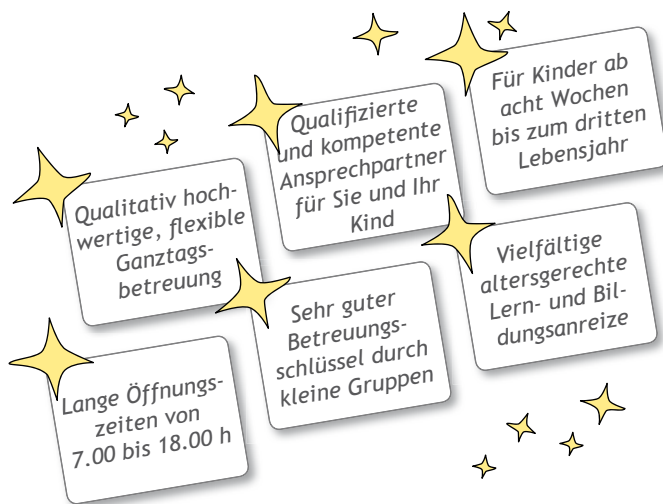 Qualitativ hoch-
wertige, flexible
Ganztags-
betreuung
Qualifizierte
und kompetente
Ansprechpartner
für Sie und Ihr
Kind
Für Kinder ab
acht Wochen
bis zum dritten
Lebensjahr
Lange Öffnungs-
zeiten von
7.00 bis 18.00 h
Sehr guter
Betreuungs-
schlüssel durch
kleine Gruppen
Vielfältige
altersgerechte
Lern- und Bil-
dungsanreize